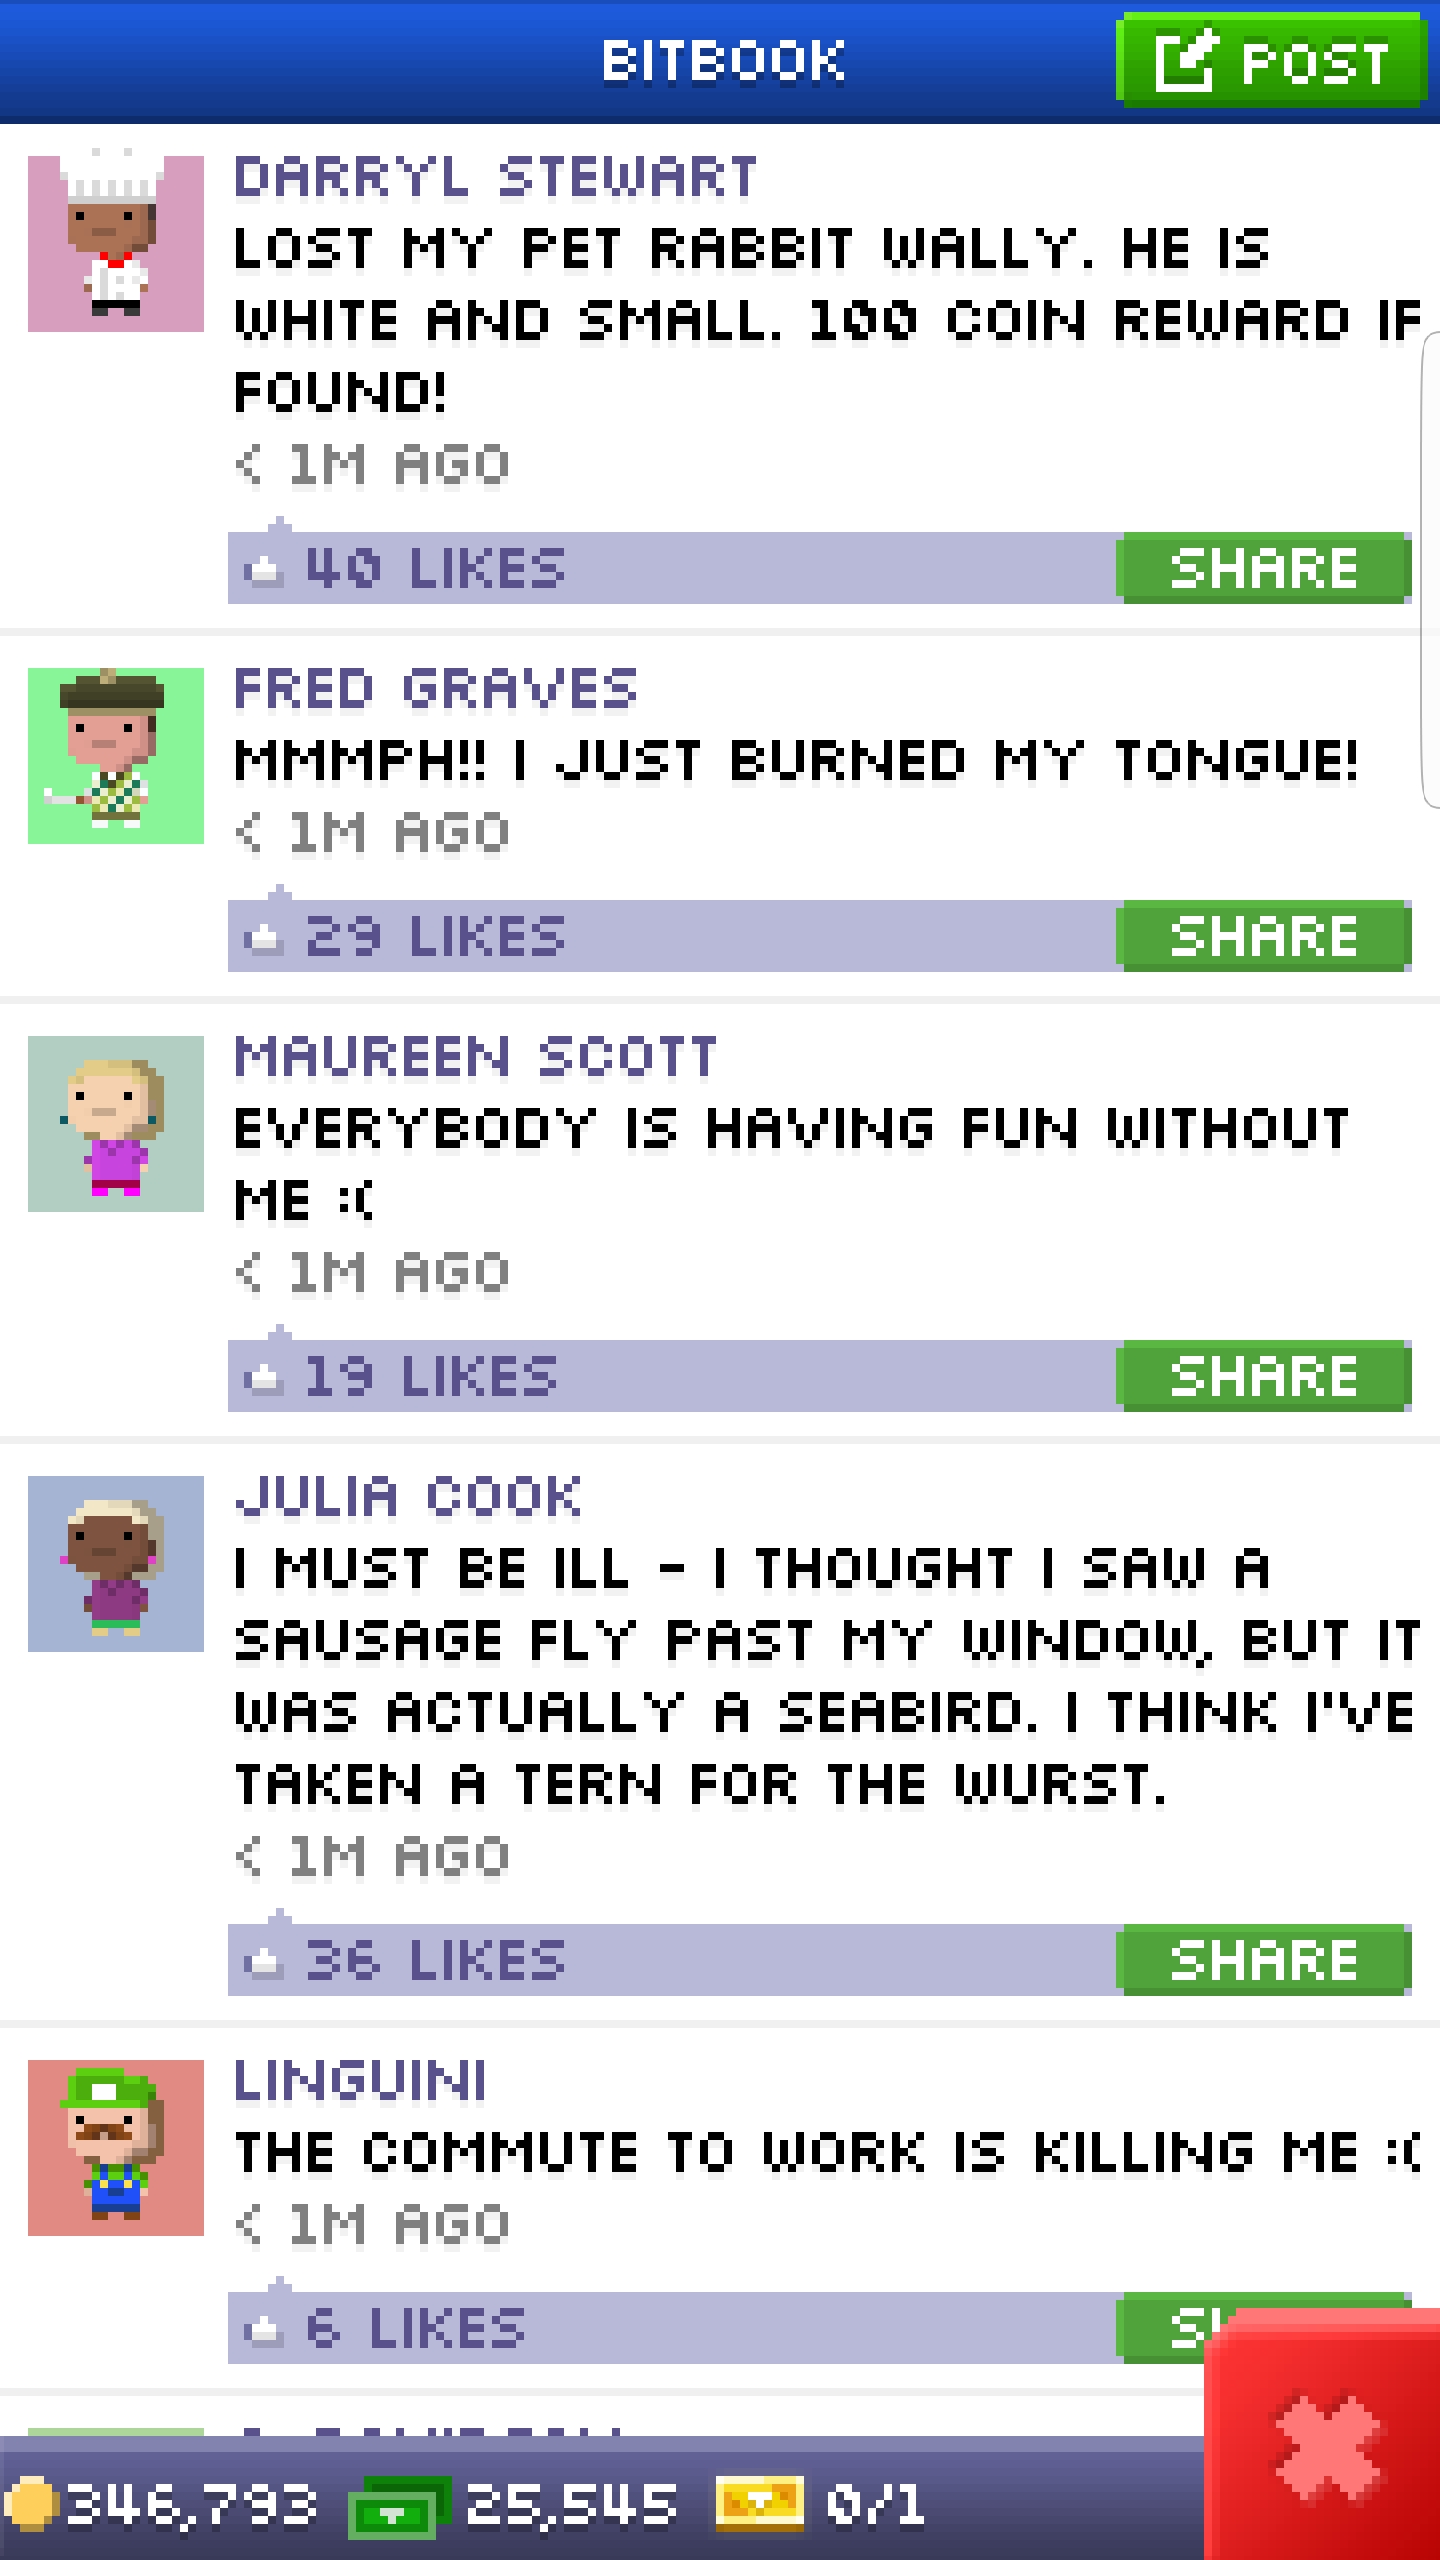 BITBOOK
POST
DARRYL STEWART
LOST MY PET RABBIT WALLY. HE IS
WHITE AND SMALL. 100 COIN REWARD IF
FOUND!
< 1M AGO
40 LIKES
SHARE
FRED GRAVES
MMMPH!! I JUST BURNED MY TONGUE!
< 1M AGO
29 LIKES
SHARE
MAUREEN SCOTT
EVERYBODY IS HAVING FUN WITHOUT
ME :(
< 1M AGO
19 LIKES
SHARE
JULIA COOK
I MUST BE ILL - I THOUGHT I SAW A
SAUSAGE FLY PAST MY WINDOW, BUT IT
WAS ACTUALLY A SEABIRD. I THINK I'VE
TAKEN A TERN FOR THE WURST.
< 1M AGO
36 LIKES
SHARE
LINGUINI
THE COMMUTE TO WORK IS KILLING ME :(
< 1M AGO
6 LIKES
346,793
25,545
0/1